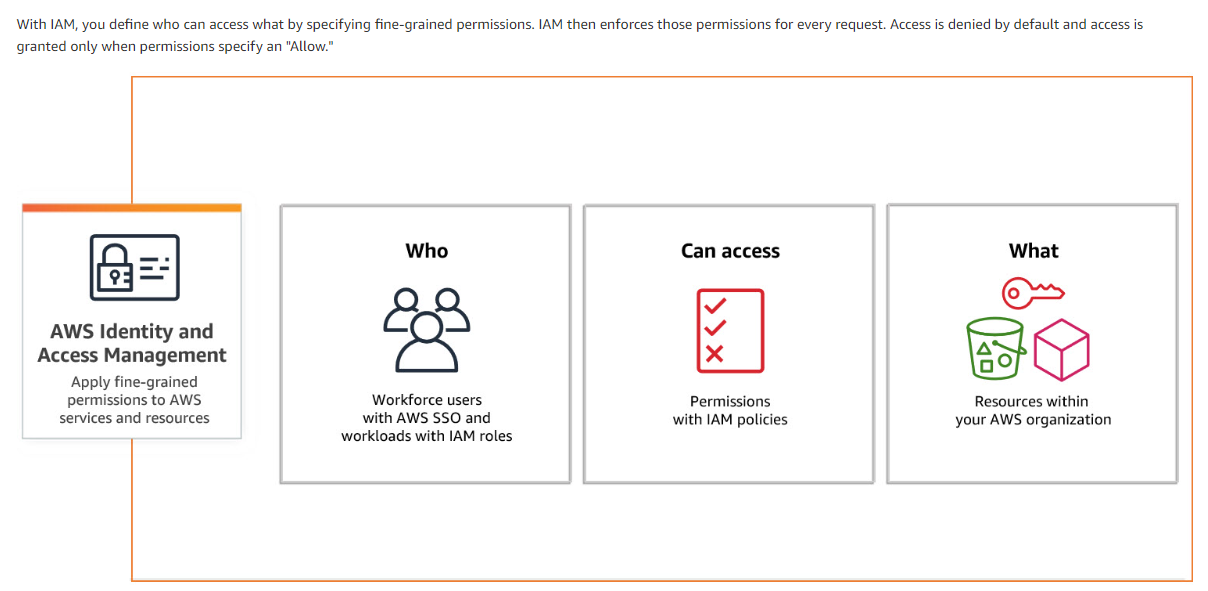 With IAM, you define who can access what by specifying fine-grained permissions. IAM then enforces those permissions for every request. Access is denied by default and access is
granted only when permissions specify an "Allow."
AWS Identity and
Access Management
Apply fine-grained
permissions to AWS
services and resources
Who
Workforce users
with AWS SSO and
workloads with IAM roles
Can access
Permissions
with IAM policies
What
Resources within
your AWS organization